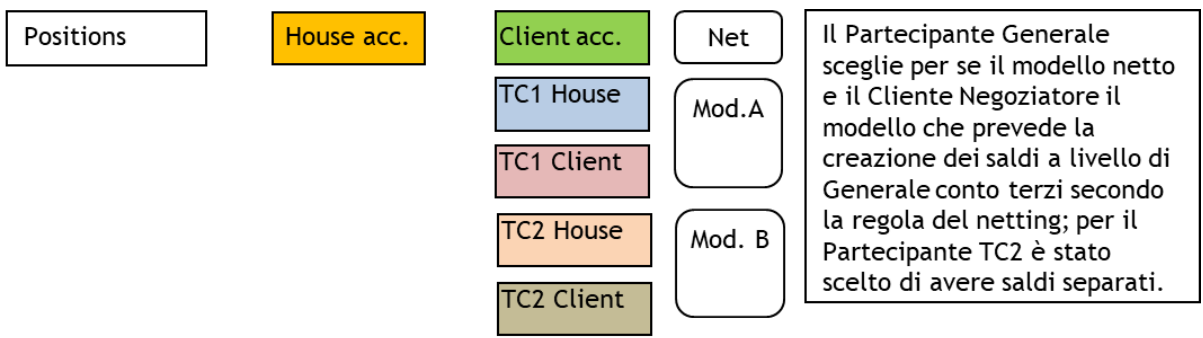 Positions
House acc.
Client acc.
Net
TC1 House
Mod.A
TC1 Client
TC2 House
Mod. B
TC2 Client
Il Partecipante Generale
sceglie per se il modello netto
e il Cliente Negoziatore il
modello che prevede la
creazione dei saldi a livello di
Generale conto terzi secondo
la regola del netting; per il
Partecipante TC2 è stato
scelto di avere saldi separati.